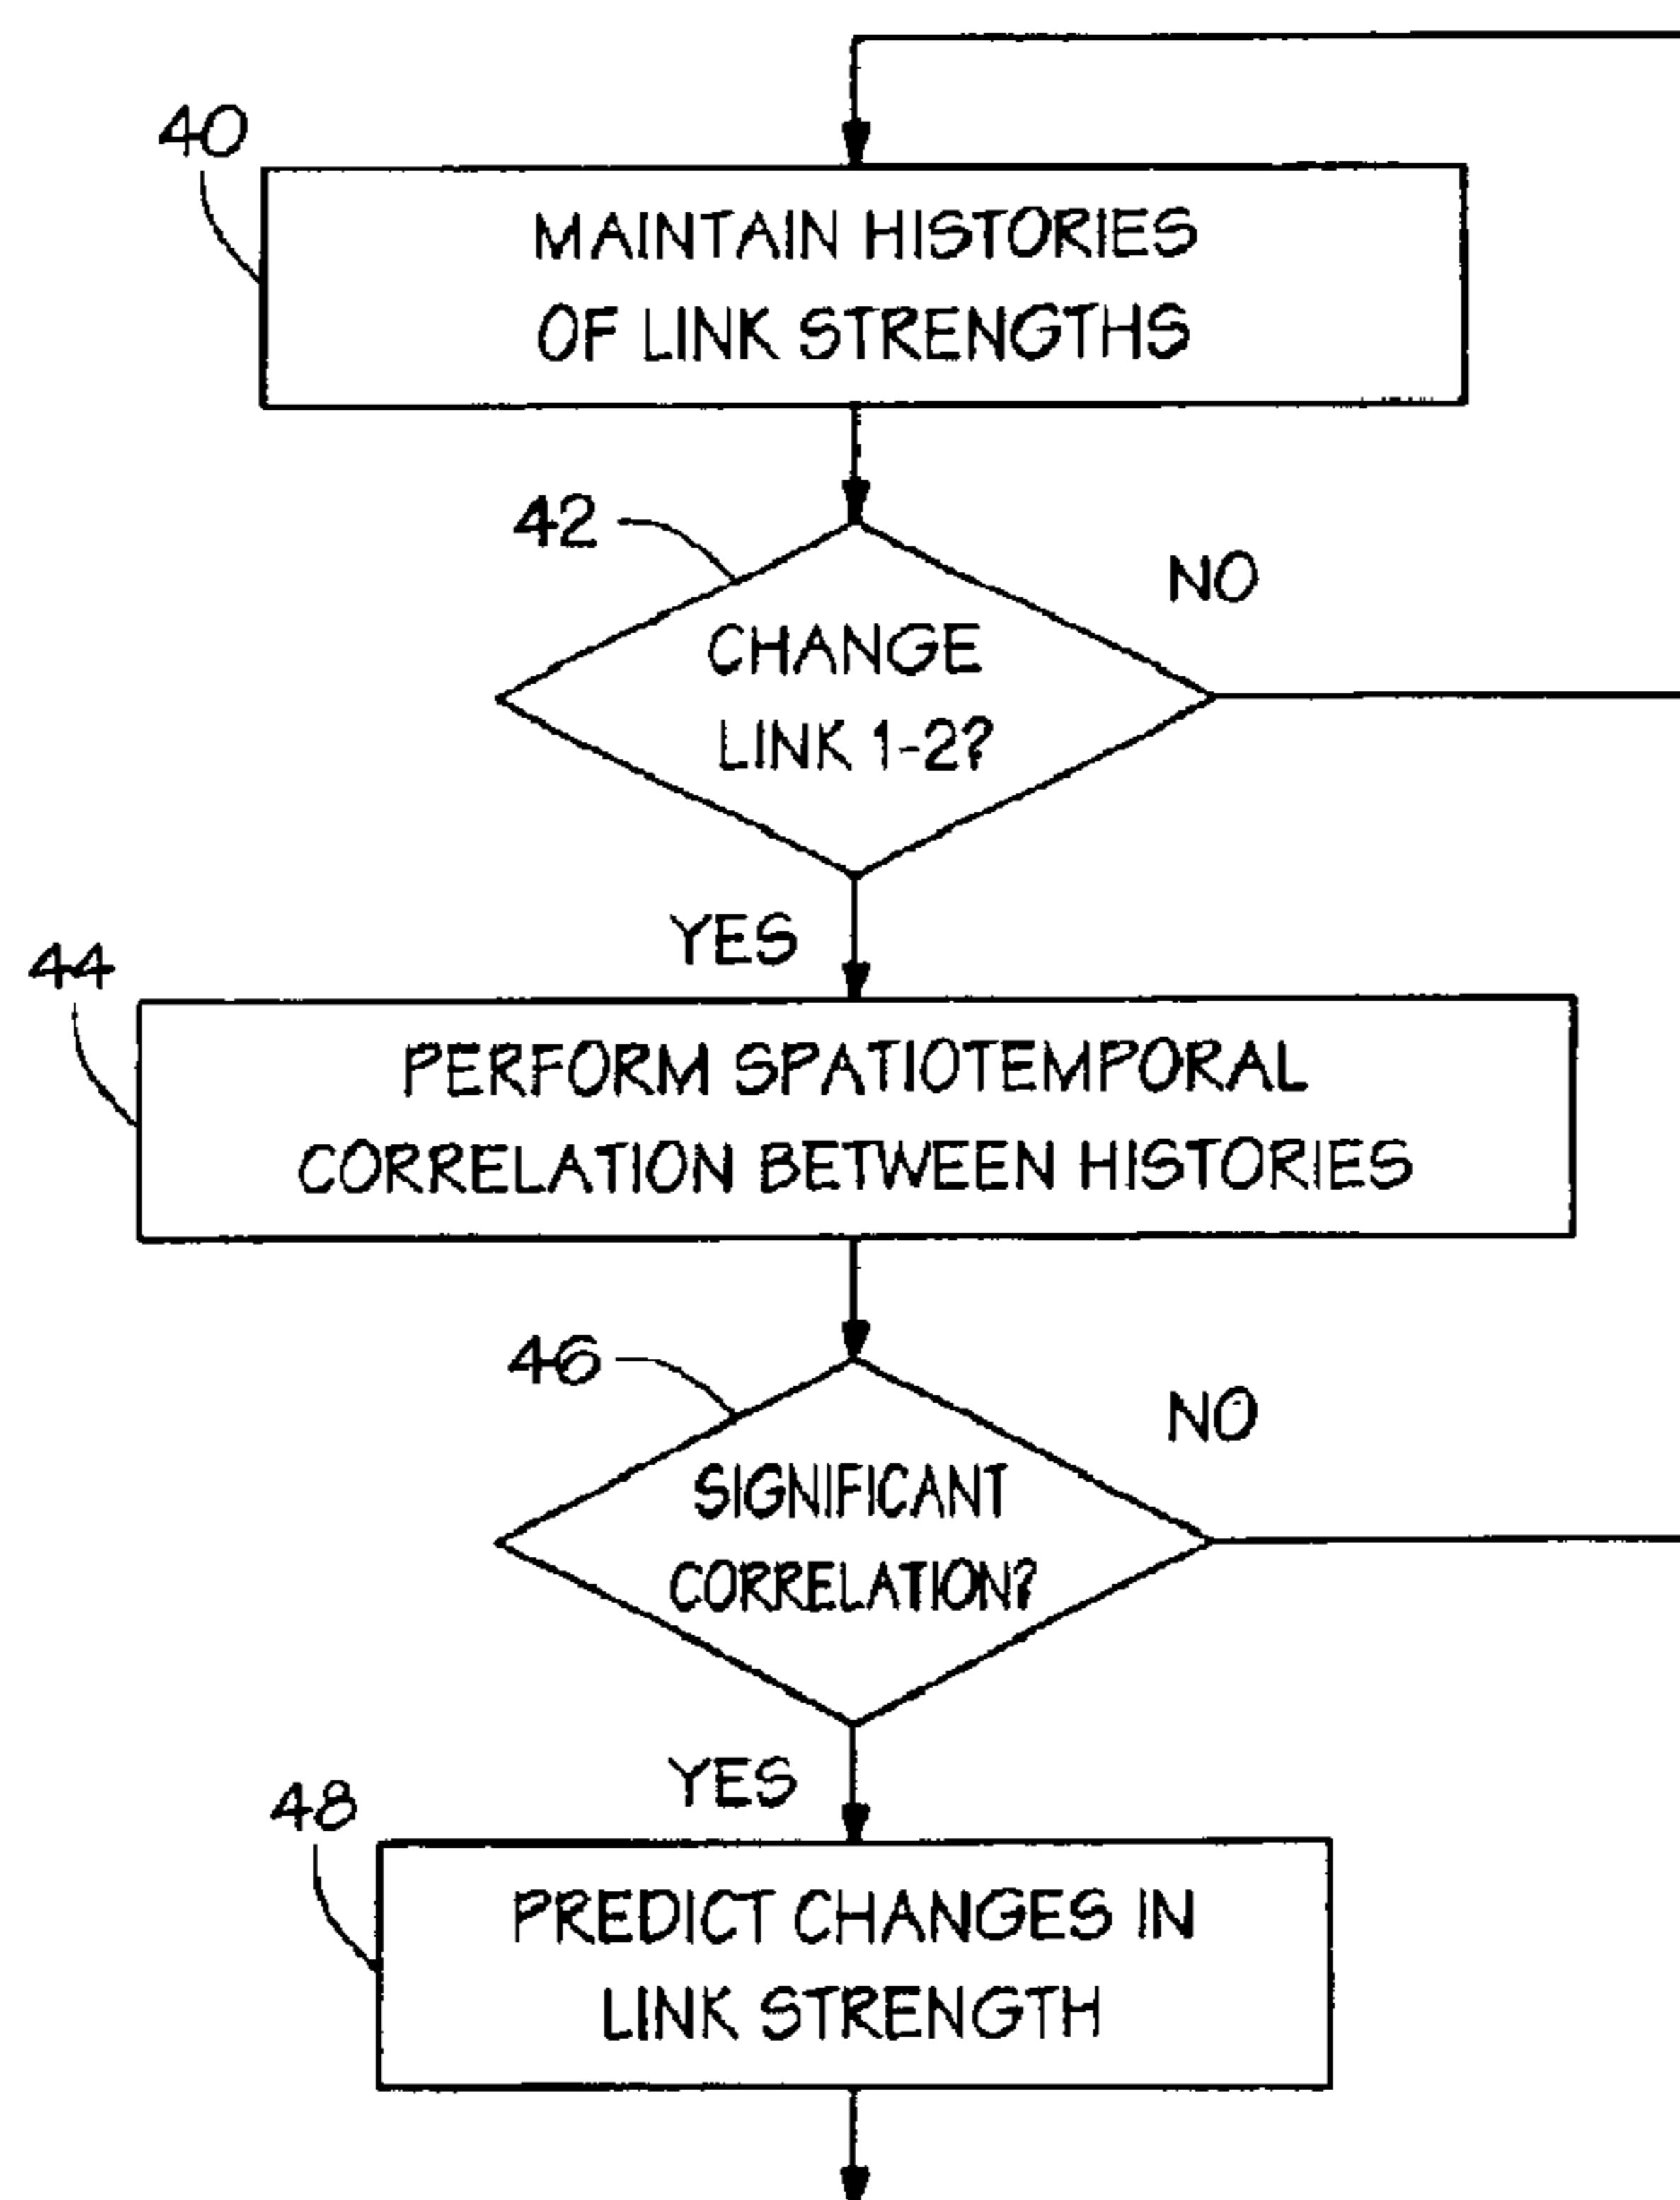 40
MAINTAIN HISTORIES
OF LINK STRENGTHS
42
NO
CHANGE
LINK 1-2?
YES
44
PERFORM SPATIOTEMPORAL
CORRELATION BETWEEN HISTORIES
46
NO
SIGNIFICANT
CORRELATION?
YES
48
PREDICT CHANGES IN
LINK STRENGTH